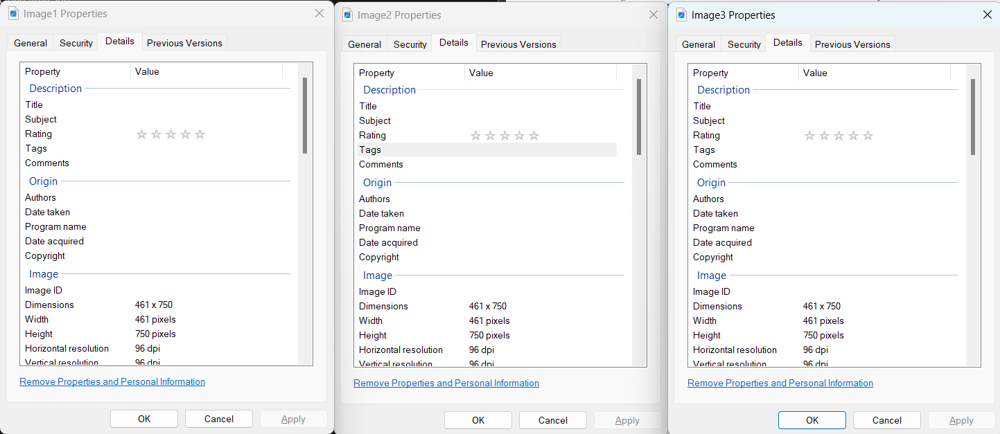 Image1 Properties
General Security Details Previous Versions
Property Value
Description
Title
Subject
Rating
Tags
Comments
Origin
Authors
Date taken
Program name
Date acquired
Copyright
Image
Image ID
Dimensions 461 x 750
Width 461 pixels
Height 750 pixels
Horizontal resolution 96 dpi
Vertical resolution 96 dpi
Remove Properties and Personal Information
OK Cancel Apply
Image2 Properties
General Security Details Previous Versions
Property Value
Description
Title
Subject
Rating
Tags
Comments
Origin
Authors
Date taken
Program name
Date acquired
Copyright
Image
Image ID
Dimensions 461 x 750
Width 461 pixels
Height 750 pixels
Horizontal resolution 96 dpi
Vertical resolution 96 dpi
Remove Properties and Personal Information
OK Cancel Apply
Image3 Properties
General Security Details Previous Versions
Property Value
Description
Title
Subject
Rating
Tags
Comments
Origin
Authors
Date taken
Program name
Date acquired
Copyright
Image
Image ID
Dimensions 461 x 750
Width 461 pixels
Height 750 pixels
Horizontal resolution 96 dpi
Vertical resolution 96 dpi
Remove Properties and Personal Information
OK Cancel Apply